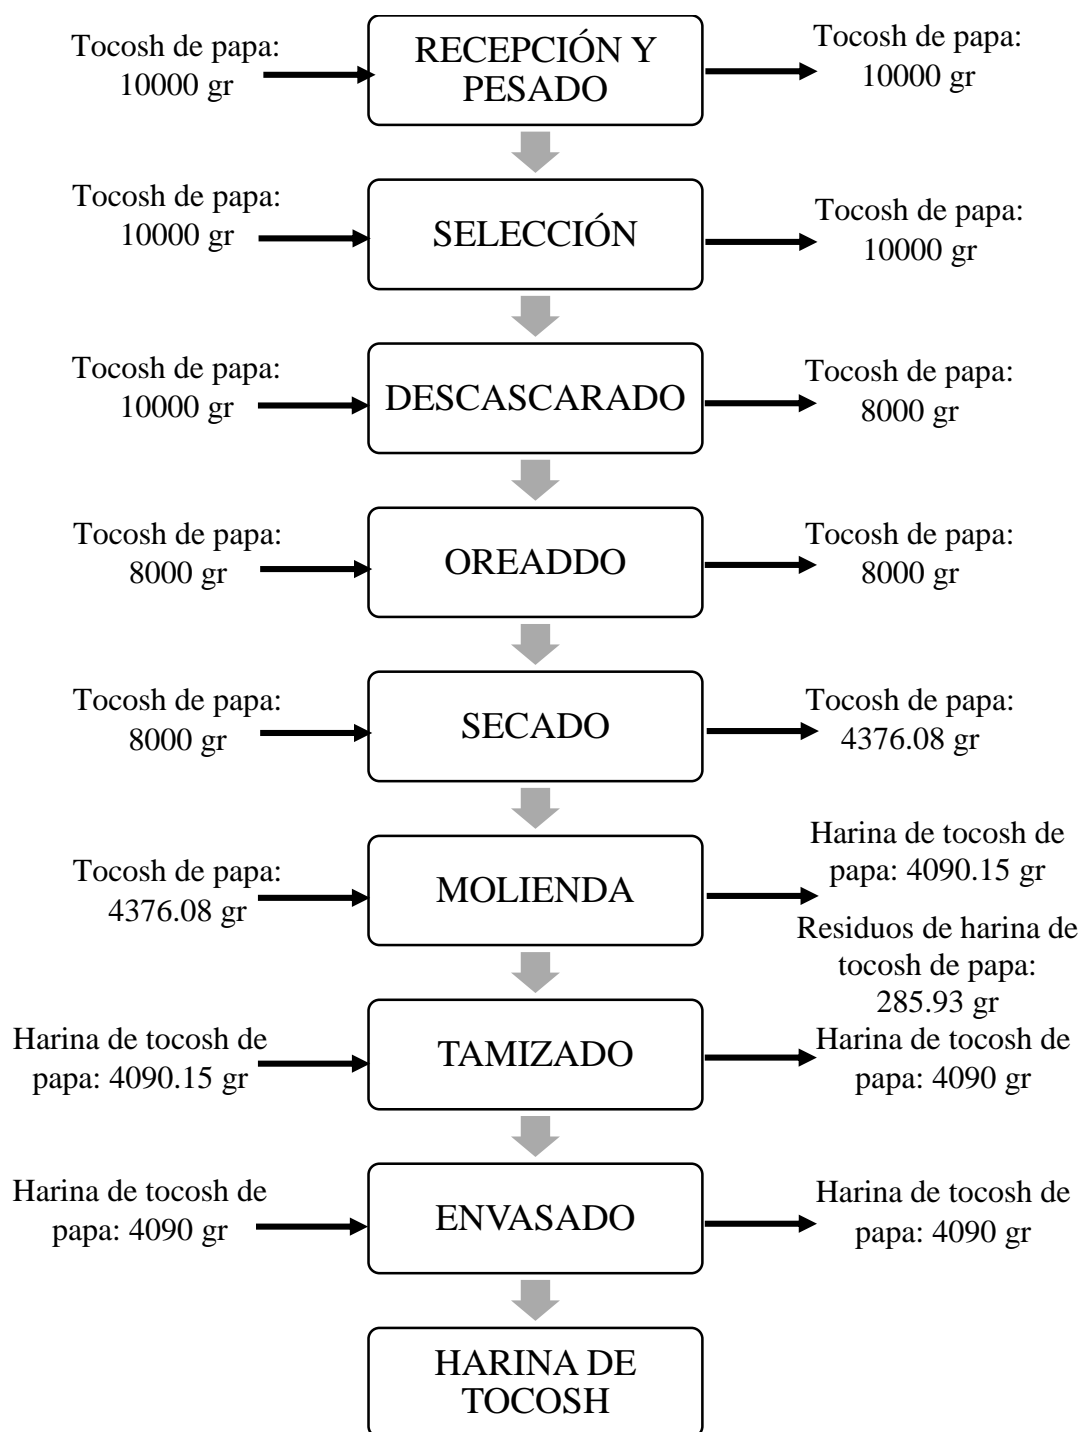 Tocosh de papa:
10000 gr
RECEPCIÓN Y
PESADO
Tocosh de papa:
10000 gr
Tocosh de papa:
10000 gr
SELECCIÓN
Tocosh de papa:
10000 gr
Tocosh de papa:
10000 gr
DESCASCARADO
Tocosh de papa:
8000 gr
Tocosh de papa:
8000 gr
OREADDO
Tocosh de papa:
8000 gr
Tocosh de papa:
8000 gr
SECADO
Tocosh de papa:
4376.08 gr
Tocosh de papa:
4376.08 gr
MOLIENDA
Harina de tocosh de
papa: 4090.15 gr
Residuos de harina de
tocosh de papa:
285.93 gr
Harina de tocosh de
papa: 4090.15 gr
TAMIZADO
Harina de tocosh de
papa: 4090 gr
Harina de tocosh de
papa: 4090 gr
ENVASADO
Harina de tocosh de
papa: 4090 gr
HARINA DE
TOCOSH